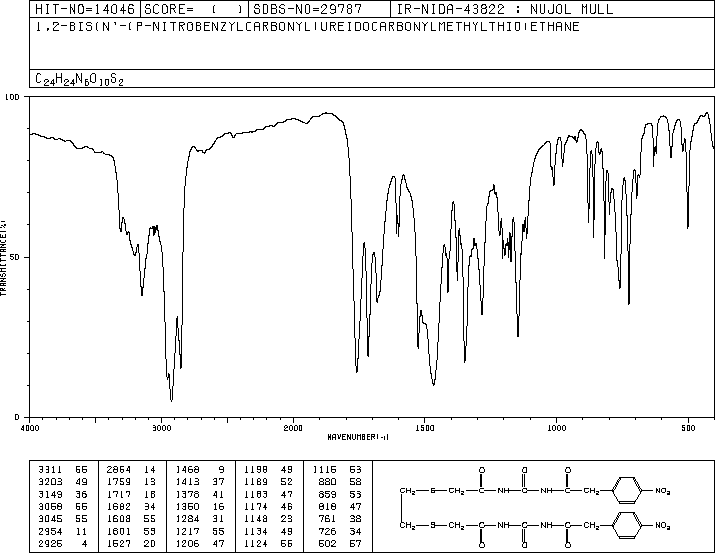 HIT-NO=14046 SCORE= ( ) SDBS-NO=29787 IR-NIDA-43822 : NUJOL MULL
1,2-BIS(N'-(P-NITROBENZYLCARBONYL)UREIDOCARBONYLMETHYLTHIO)ETHANE
C24H24N6O10S2
100
50
0
TRANSMITTANCE(%)
4000 3000 2000 1500 1000 500
WAVENUMBER(-1)
3311 66 2854 14 1468 9 1198 49 1116 53
3203 49 1759 13 1413 37 1189 52 880 58
3149 36 1717 18 1378 41 1183 47 859 53
3068 55 1682 34 1350 16 1174 46 818 47
3045 55 1608 55 1284 31 1148 23 761 38
2954 11 1601 59 1217 55 1134 49 726 34
2925 4 1527 20 1206 47 1124 55 502 57
O O O
CH2 S CH2 C NH C NH C CH2 NO2
CH2 S CH2 C NH C NH C CH2 NO2
O O O